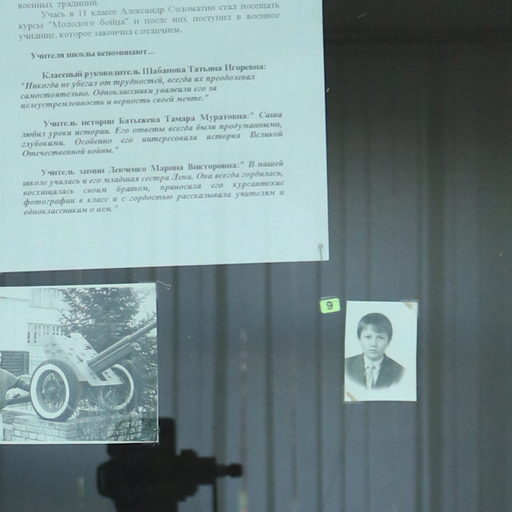 военных традиций.
Учась в 11 классе Александр Соломатин стал посещать
курсы "Молодого бойца" и после них поступил в военное
училище, которое закончил с отличием.
Учителя школы вспоминают...
Классный руководитель Шабанова Татьяна Игоревна:
"Никогда не убегал от трудностей, всегда их преодолевал
самостоятельно. Одноклассники уважали его за
целеустремленность и верность своей мечте."
Учитель истории Батыжева Тамара Муратовна:" Саша
любил уроки истории. Его ответы всегда были продуманными,
глубокими. Особенно его интересовала история Великой
Отечественной войны."
Учитель химии Левченко Марина Викторовна:" В нашей
школе училась и его младшая сестра Лена. Она всегда гордилась,
восхищалась своим братом, приносила его курсантские
фотографии в класс и с гордостью рассказывала учителям и
одноклассникам о нем."
9